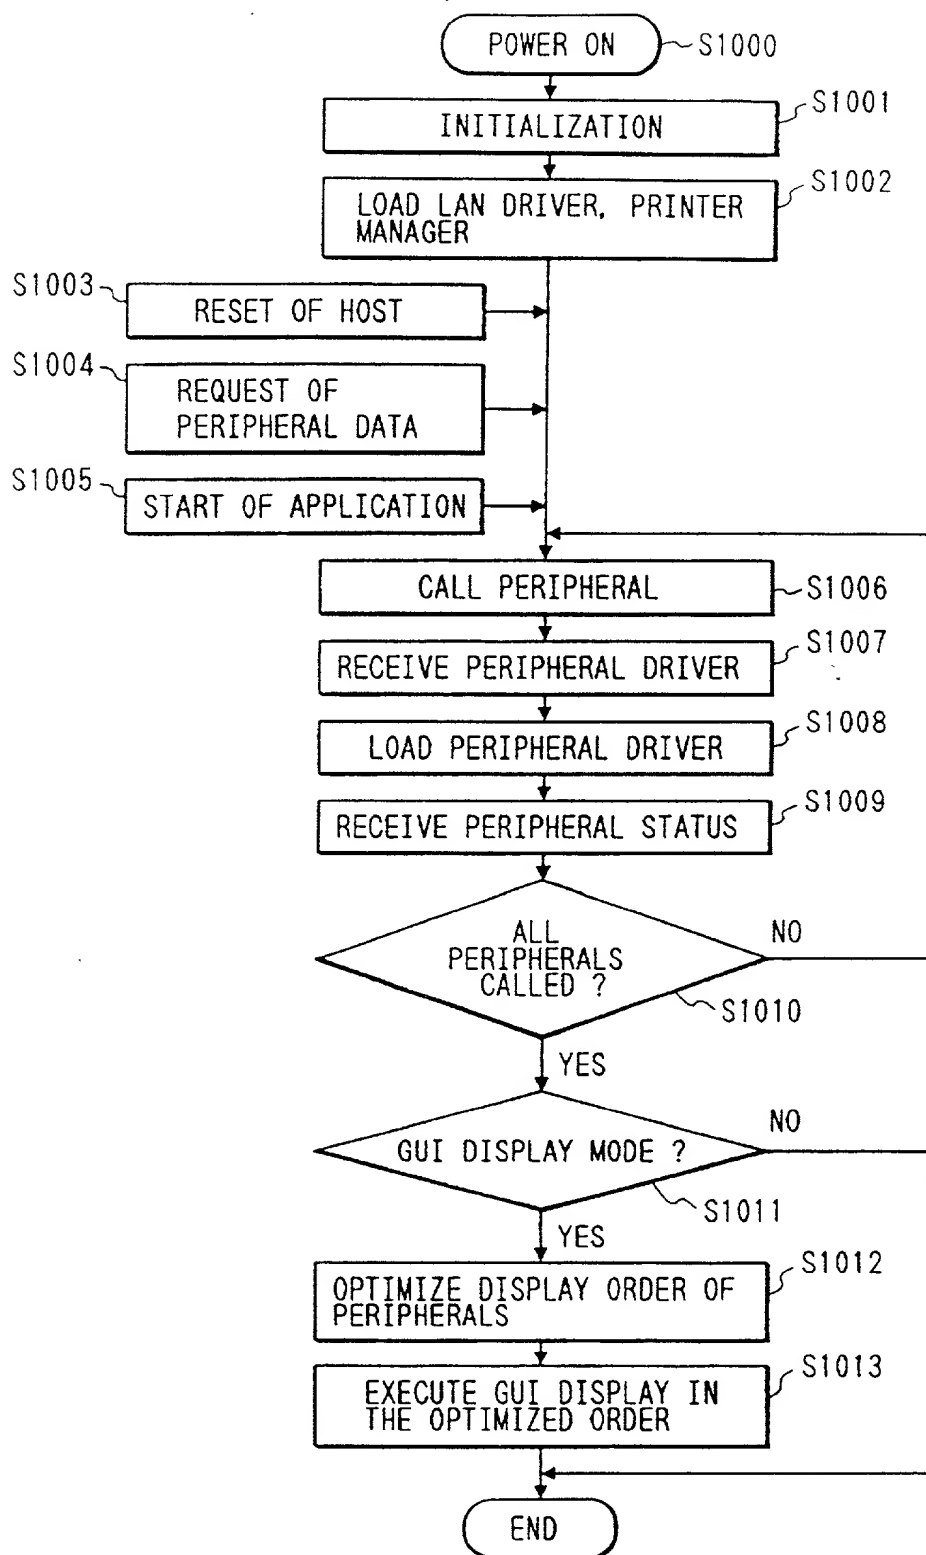 POWER ON
S1000
S1001
INITIALIZATION
S1002
LOAD LAN DRIVER, PRINTER
MANAGER
S1003
RESET OF HOST
S1004
REQUEST OF
PERIPHERAL DATA
S1005
START OF APPLICATION
CALL PERIPHERAL
S1006
S1007
RECEIVE PERIPHERAL DRIVER
S1008
LOAD PERIPHERAL DRIVER
S1009
RECEIVE PERIPHERAL STATUS
ALL
PERIPHERALS
CALLED ?
NO
S1010
YES
GUI DISPLAY MODE ?
NO
S1011
YES
S1012
OPTIMIZE DISPLAY ORDER OF
PERIPHERALS
S1013
EXECUTE GUI DISPLAY IN
THE OPTIMIZED ORDER
END